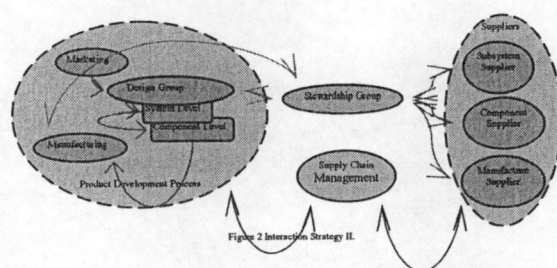 Suppliers
Marketing
Subsystem
Supplier
Design Group
System Level
Stewardship Group
Component Level
Component
Supplier
Manufacturing
Supply Chain
Management
Product Development Process
Manufacture
Supplier
Figure 2 Interaction Strategy II.